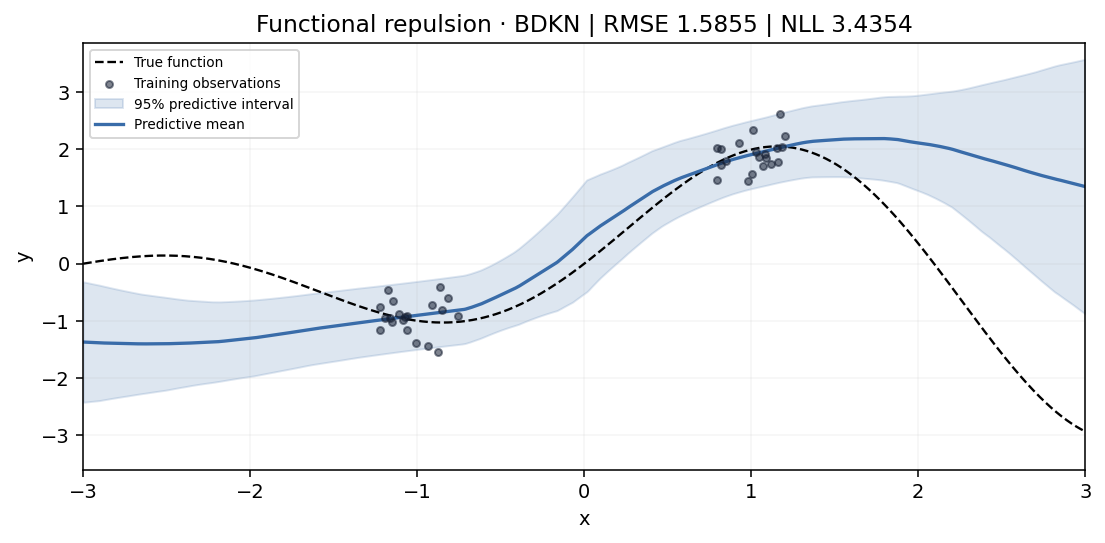 Functional repulsion · BDKN | RMSE 1.5855 | NLL 3.4354
True function
Training observations
95% predictive interval
Predictive mean
3
2
1
0
−1
−2
−3
y
−3
−2
−1
0
1
2
3
x